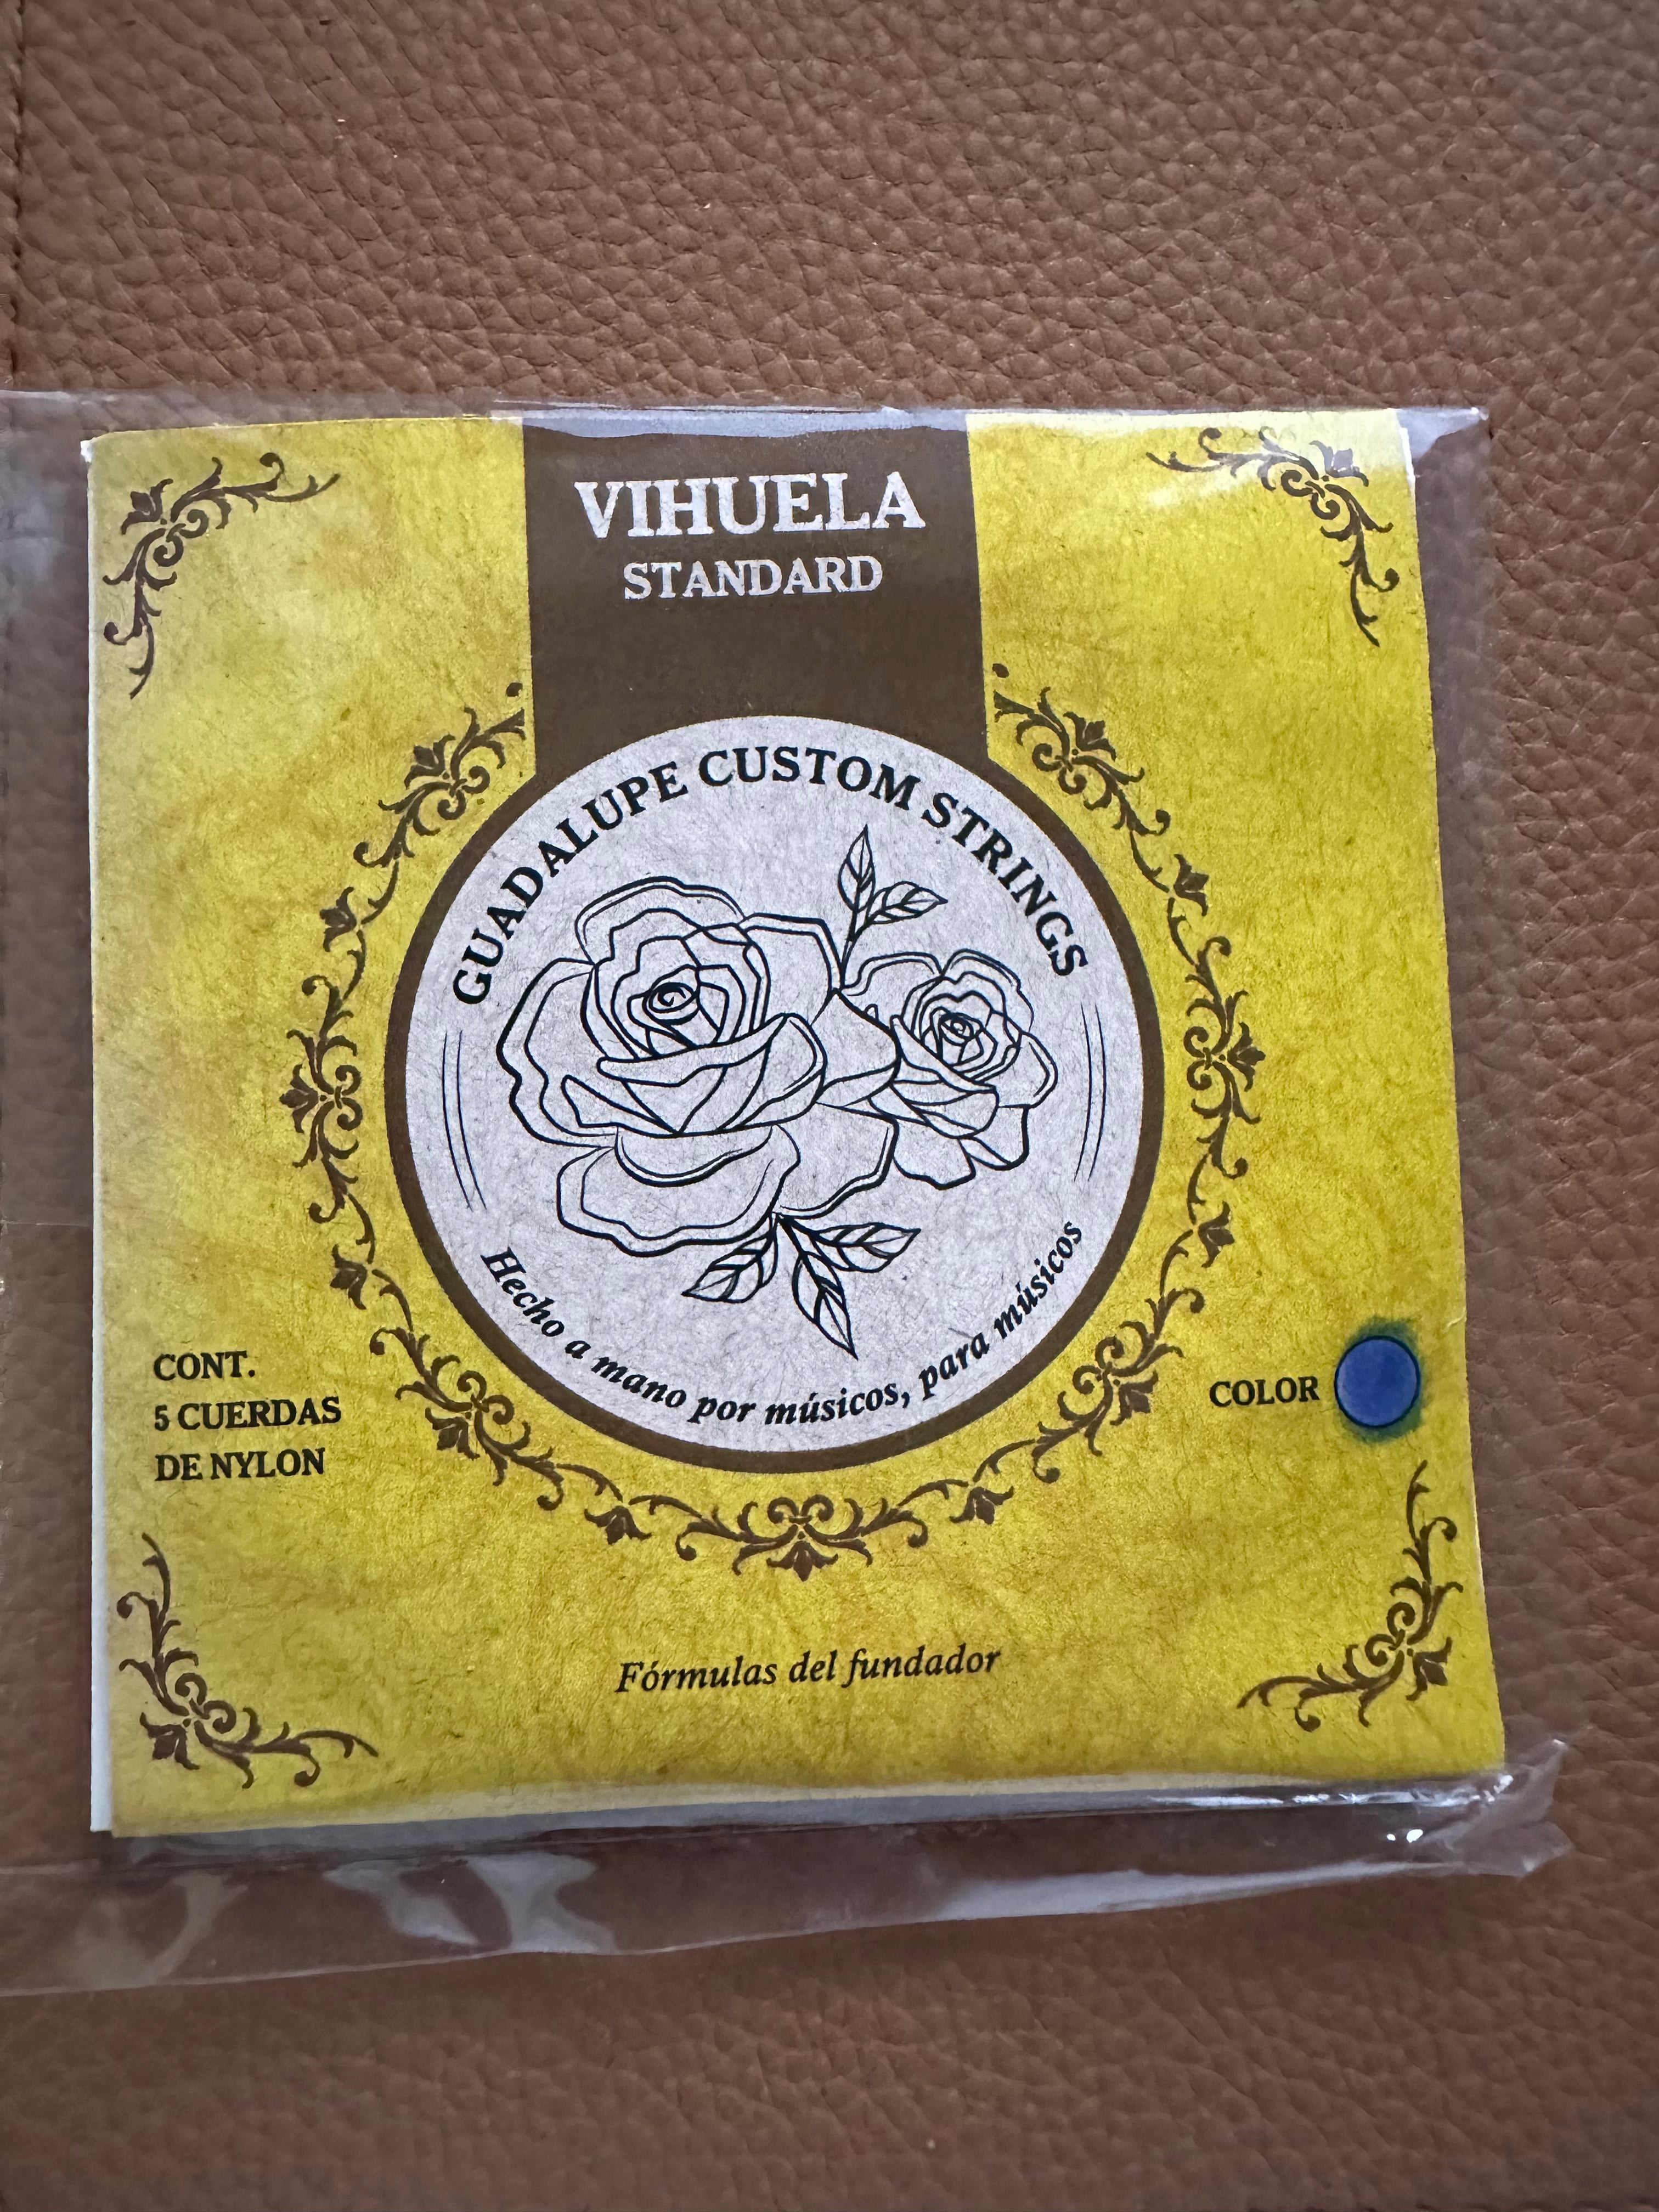 VIHUELA
STANDARD
GUADALUPE CUSTOM STRINGS
Hecho a mano por músicos, para músicos
CONT.
5 CUERDAS
DE NYLON
COLOR
Fórmulas del fundador